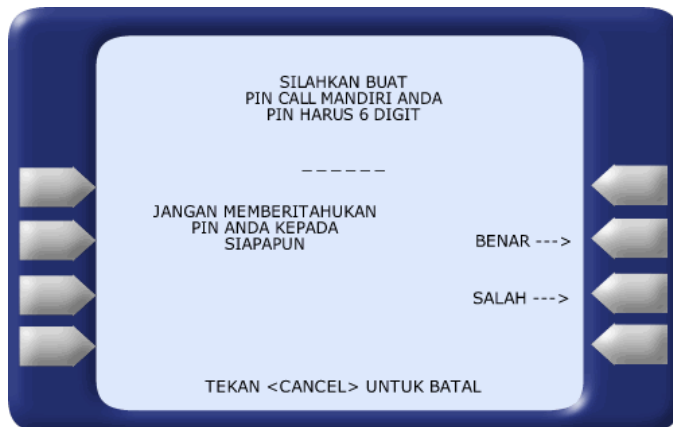 SILAHKAN BUAT
PIN CALL MANDIRI ANDA
PIN HARUS 6 DIGIT
_ _ _ _ _ _
JANGAN MEMBERITAHUKAN
PIN ANDA KEPADA
SIAPAPUN
BENAR --->
SALAH --->
TEKAN <CANCEL> UNTUK BATAL